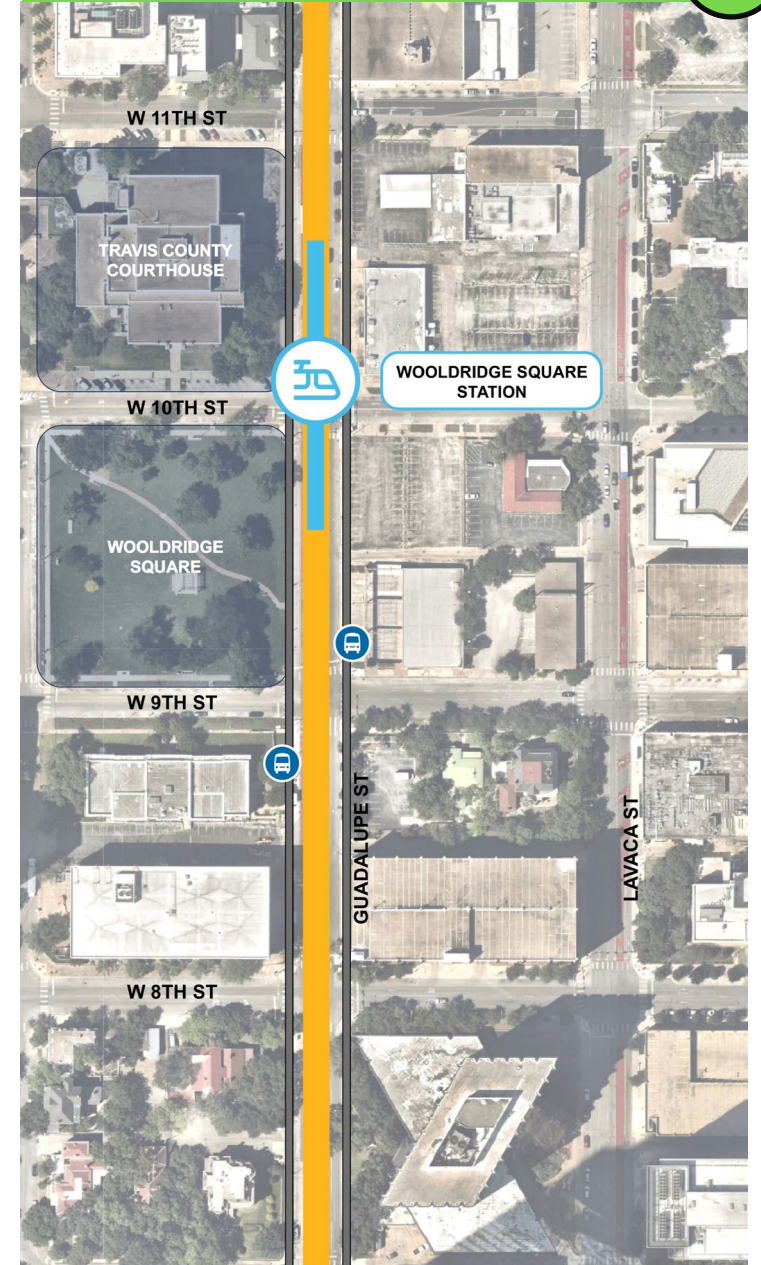 W 11TH ST
TRAVIS COUNTY
COURTHOUSE
WOOLDRIDGE SQUARE
STATION
W 10TH ST
WOOLDRIDGE
SQUARE
W 9TH ST
GUADALUPE ST
LAVACA ST
W 8TH ST